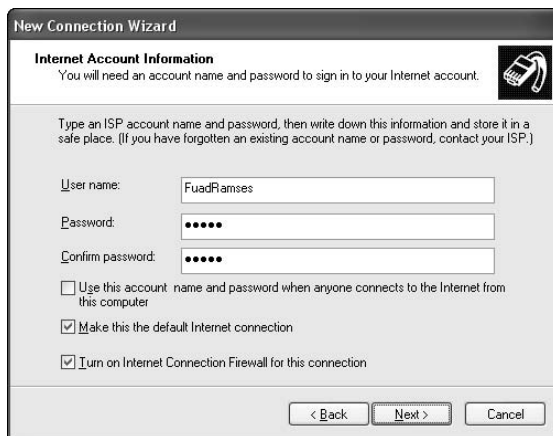 New Connection Wizard
Internet Account Information
You will need an account name and password to sign in to your Internet account.
Type an ISP account name and password, then write down this information and store it in a
safe place. (If you have forgotten an existing account name or password, contact your ISP.)
User name:
FuadRamses
Password:
•••••
Confirm password:
•••••
Use this account name and password when anyone connects to the Internet from
this computer
Make this the default Internet connection
Turn on Internet Connection Firewall for this connection
< Back
Next >
Cancel